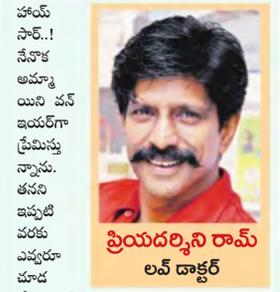 హాయ్
సార్..!
నేనొక
అమ్మా
యిని వన్
ఇయర్‌గా
ప్రేమిస్తు
న్నాను.
తనని
ఇప్పటి
వరకు
ఎవ్వరూ
చూడ
ప్రియదర్శిని రామ్
లవ్ డాక్టర్